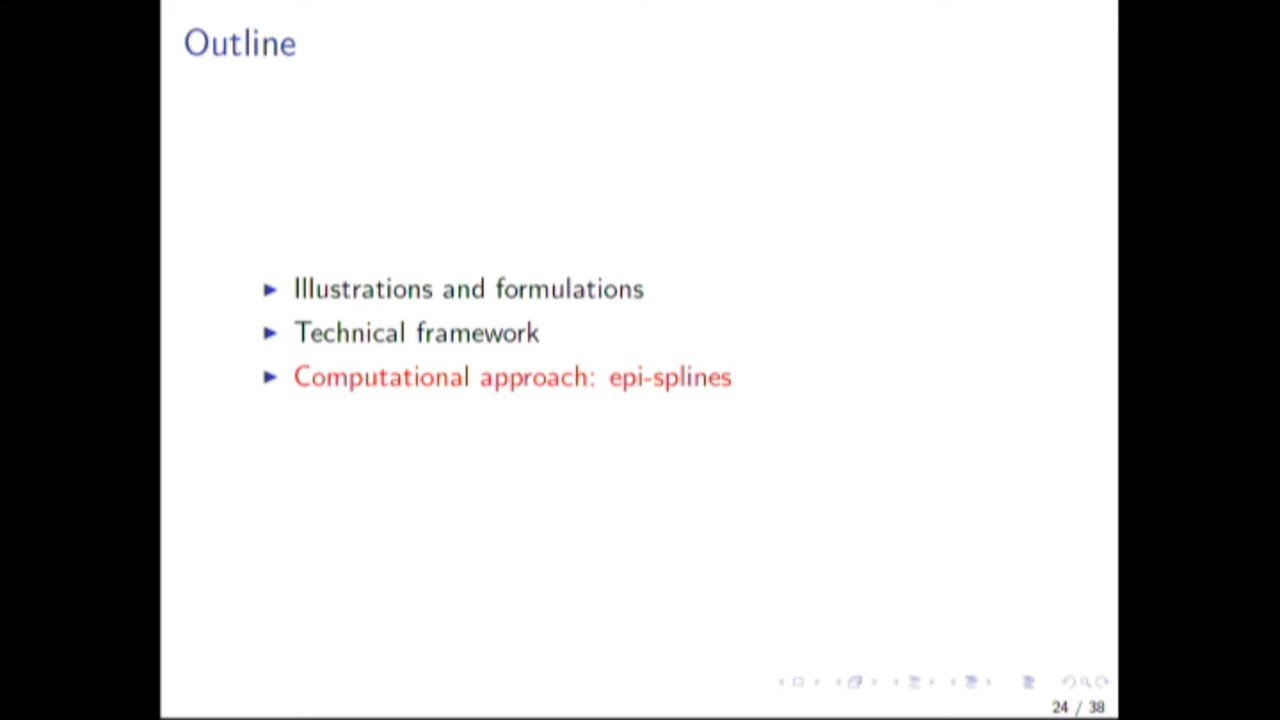 Outline
Illustrations and formulations
Technical framework
Computational approach: epi-splines
24 / 38